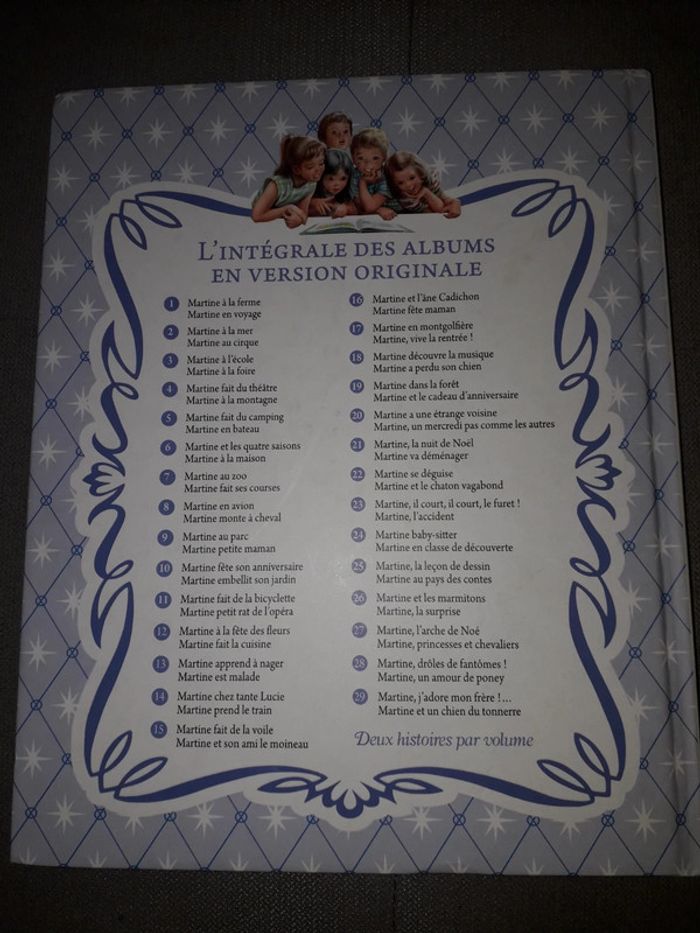 L'INTÉGRALE DES ALBUMS
EN VERSION ORIGINALE
1 Martine à la ferme
Martine en voyage
2 Martine à la mer
Martine au cirque
3 Martine à l'école
Martine à la foire
4 Martine fait du théâtre
Martine à la montagne
5 Martine fait du camping
Martine en bateau
6 Martine et les quatre saisons
Martine à la maison
7 Martine au zoo
Martine fait ses courses
8 Martine en avion
Martine monte à cheval
9 Martine au parc
Martine petite maman
10 Martine fête son anniversaire
Martine embellit son jardin
11 Martine fait de la bicyclette
Martine petit rat de l'opéra
12 Martine à la fête des fleurs
Martine fait la cuisine
13 Martine apprend à nager
Martine est malade
14 Martine chez tante Lucie
Martine prend le train
15 Martine fait de la voile
Martine et son ami le moineau
16 Martine et l'âne Cadichon
Martine fête maman
17 Martine en montgolfière
Martine, vive la rentrée !
18 Martine découvre la musique
Martine a perdu son chien
19 Martine dans la forêt
Martine et le cadeau d'anniversaire
20 Martine a une étrange voisine
Martine, un mercredi pas comme les autres
21 Martine, la nuit de Noël
Martine va déménager
22 Martine se déguise
Martine et le chaton vagabond
23 Martine, il court, il court, le furet !
Martine, l'accident
24 Martine baby-sitter
Martine en classe de découverte
25 Martine, la leçon de dessin
Martine au pays des contes
26 Martine et les marmitons
Martine, la surprise
27 Martine, l'arche de Noé
Martine, princesses et chevaliers
28 Martine, drôles de fantômes !
Martine, un amour de poney
29 Martine, j'adore mon frère !...
Martine et un chien du tonnerre
Deux histoires par volume